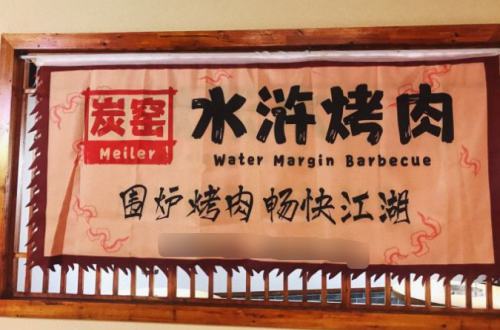 炭窑
Meiler
水浒烤肉
Water Margin Barbecue
围炉烤肉畅快江湖